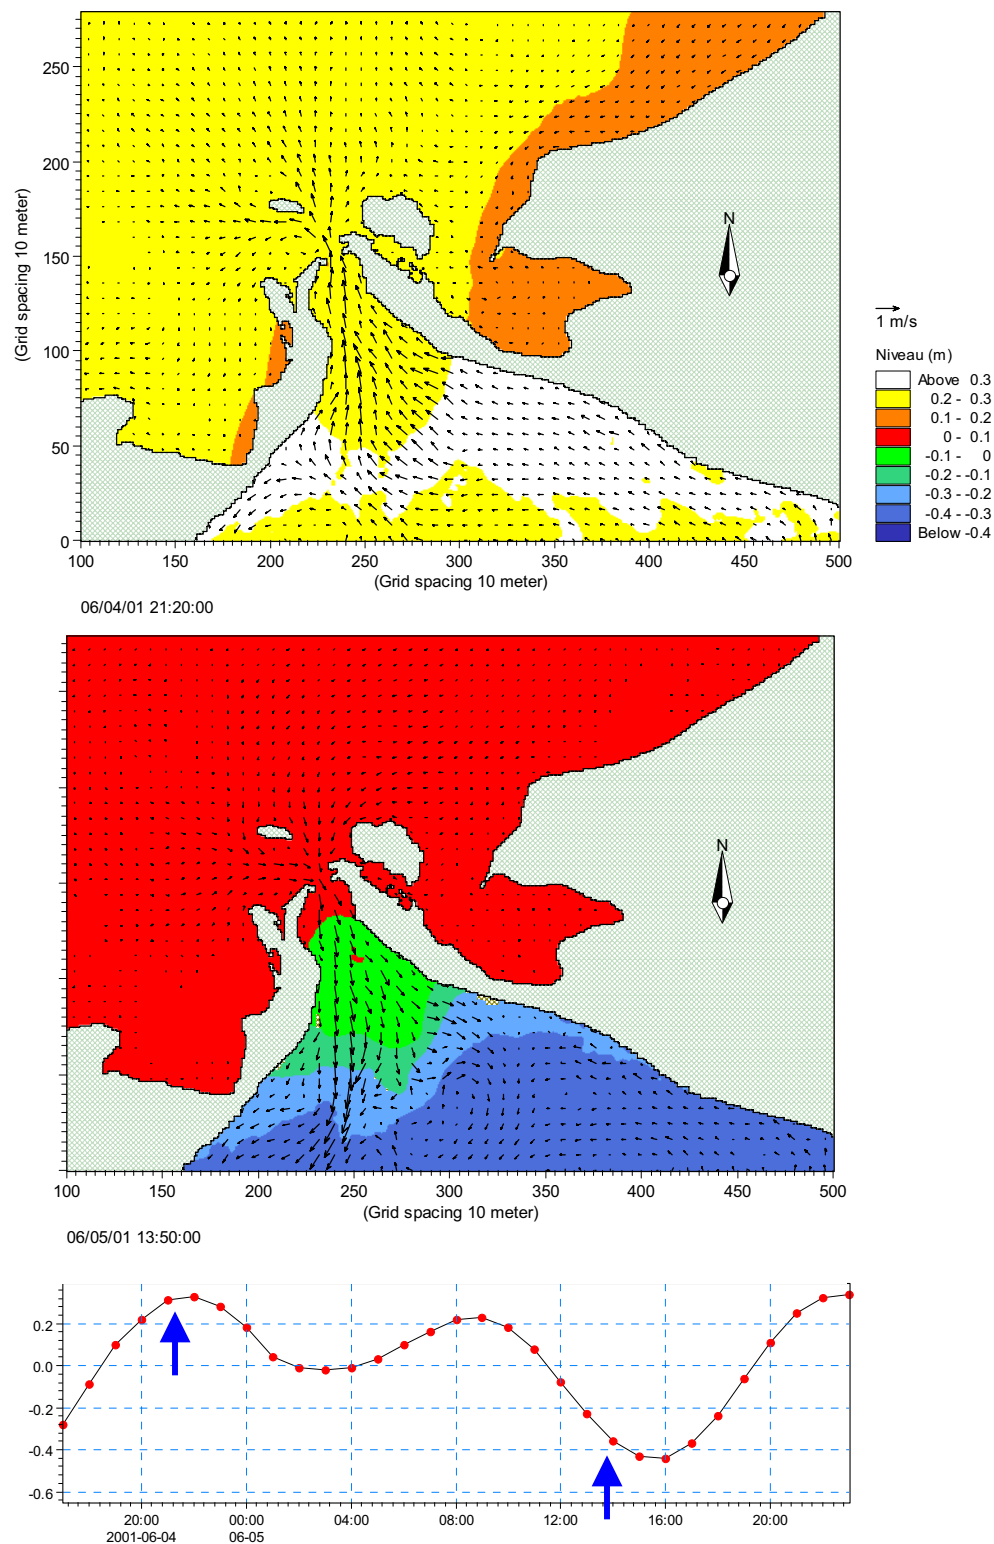 250
200
150
100
50
0
(Grid spacing 10 meter)
N
100 150 200 250 300 350 400 450 500
(Grid spacing 10 meter)
1 m/s
Niveau (m)
Above 0.3
0.2 - 0.3
0.1 - 0.2
0 - 0.1
-0.1 - 0
-0.2 - -0.1
-0.3 - -0.2
-0.4 - -0.3
Below -0.4
06/04/01 21:20:00
N
100 150 200 250 300 350 400 450 500
(Grid spacing 10 meter)
06/05/01 13:50:00
0.2
0.0
-0.2
-0.4
-0.6
20:00 00:00 04:00 08:00 12:00 16:00 20:00
2001-06-04 06-05